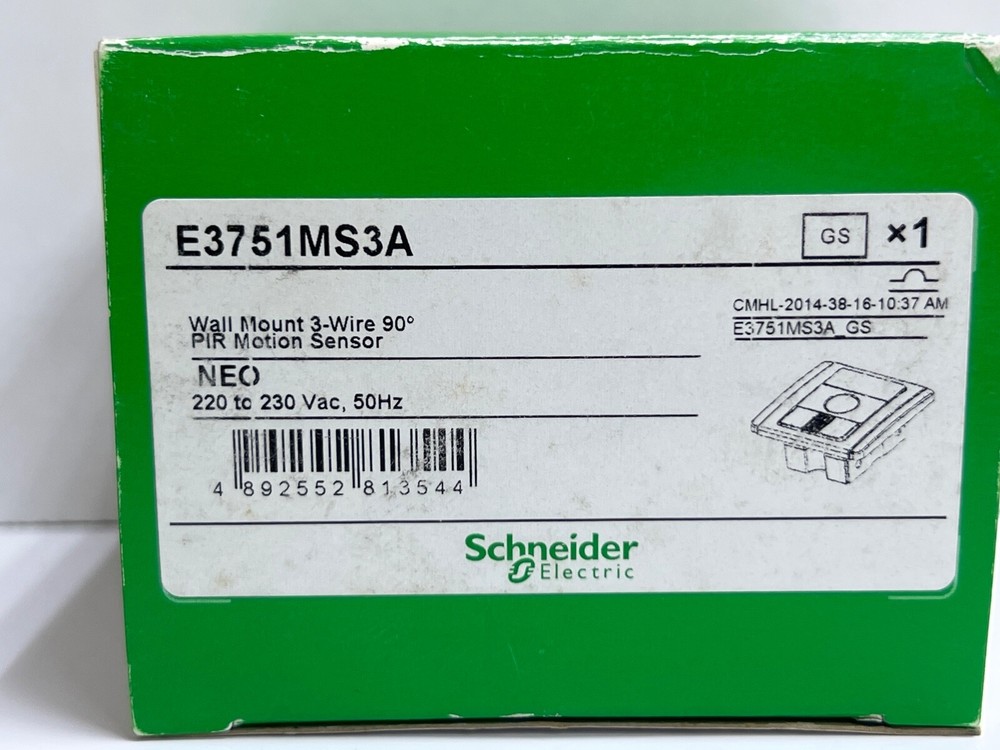 E3751MS3A
GS ×1
CMHL-2014-38-16-10:37 AM
E3751MS3A_GS
Wall Mount 3-Wire 90°
PIR Motion Sensor
NEO
220 to 230 Vac, 50Hz
4 892552 813544
Schneider
Electric